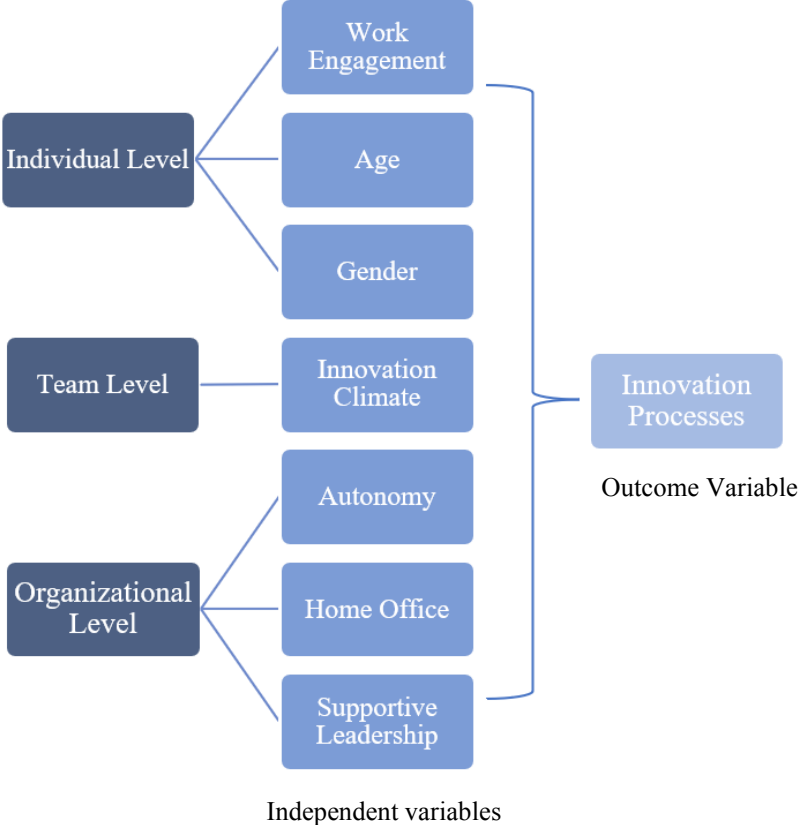 Work
Engagement
Individual Level
Age
Gender
Team Level
Innovation
Climate
Innovation
Processes
Outcome Variable
Autonomy
Organizational
Level
Home Office
Supportive
Leadership
Independent variables